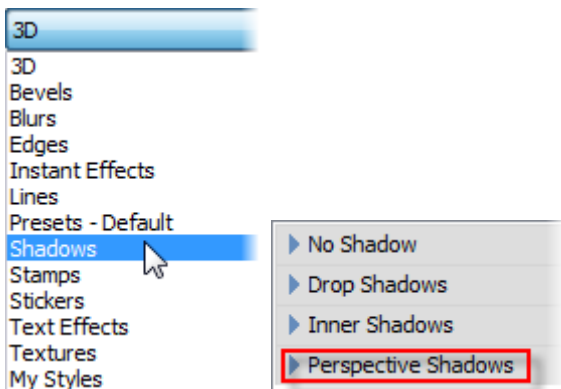 3D
3D
Bevels
Blurs
Edges
Instant Effects
Lines
Presets - Default
Shadows
Stamps
Stickers
Text Effects
Textures
My Styles
No Shadow
Drop Shadows
Inner Shadows
Perspective Shadows